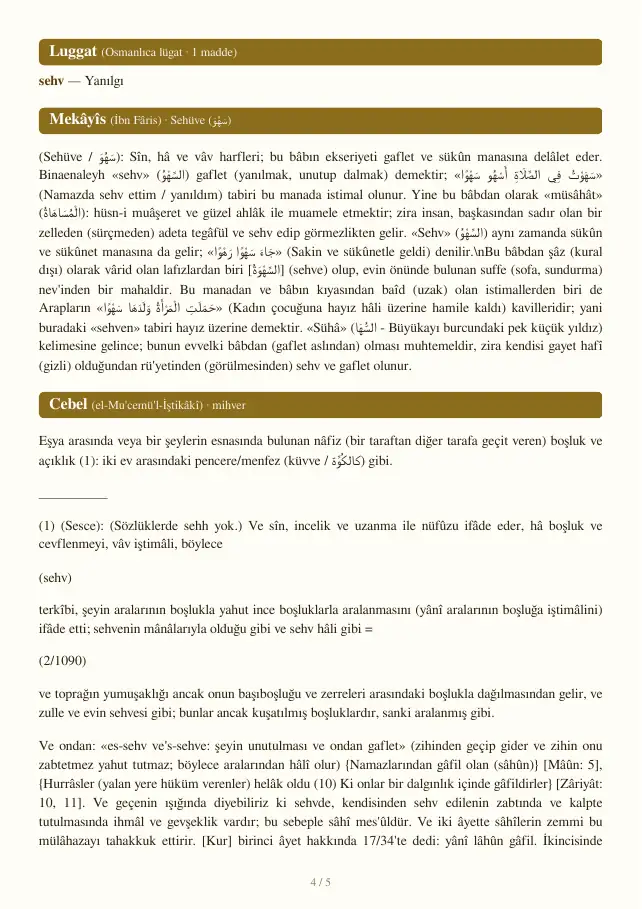 Luggat (Osmanlıca lügat · 1 madde)
sehv — Yanılgı
Mekâyîs (İbn Fâris) · Sehüve (سَهُوَ)
(Sehüve / سَهُوَ): Sîn, hâ ve vâv harfleri; bu bâbın ekseriyeti gaflet ve sükûn manasına delâlet eder.
Binaenaleyh «sehv» (السَّهْوُ) gaflet (yanılmak, unutup dalmak) demektir; «سَهَوْتُ فِي الصَّلَاةِ أَسْهُو سَهْوًا»
(Namazda sehv ettim / yanıldım) tabiri bu manada istimal olunur. Yine bu bâbdan olarak «müsâhât»
(الْمُسَاهَاةُ): hüsn-i muâşeret ve güzel ahlâk ile muamele etmektir; zira insan, başkasından sadır olan bir
zelleden (sürçmeden) adeta tegâfül ve sehv edip görmezlikten gelir. «Sehv» (السَّهْوُ) aynı zamanda sükûn
ve sükûnet manasına da gelir; «جَاءَ سَهْوًا رَهْوًا» (Sakin ve sükûnetle geldi) denilir.\nBu bâbdan şâz (kural
dışı) olarak vârid olan lafızlardan biri [السَّهْوَةُ] (sehve) olup, evin önünde bulunan suffe (sofa, sundurma)
nev'inden bir mahaldir. Bu manadan ve bâbın kıyasından baîd (uzak) olan istimallerden biri de
Arapların «حَمَلَتِ الْمَرْأَةُ وَلَدَهَا سَهْوًا» (Kadın çocuğuna hayız hâli üzerine hamile kaldı) kavilleridir; yani
buradaki «sehven» tabiri hayız üzerine demektir. «Sühâ» (السُّهَا - Büyükayı burcundaki pek küçük yıldız)
kelimesine gelince; bunun evvelki bâbdan (gaflet aslından) olması muhtemeldir, zira kendisi gayet hafî
(gizli) olduğundan rü'yetinden (görülmesinden) sehv ve gaflet olunur.
Cebel (el-Mu'cemü'l-İştikâkî) · mihver
Eşya arasında veya bir şeylerin esnasında bulunan nâfiz (bir taraftan diğer tarafa geçit veren) boşluk ve
açıklık (1): iki ev arasındaki pencere/menfez (küvve / كالكُوَّة) gibi.
(1) (Sesce): (Sözlüklerde sehh yok.) Ve sîn, incelik ve uzanma ile nüfûzu ifâde eder, hâ boşluk ve
cevflenmeyi, vâv iştimâli, böylece
(sehv)
terkîbi, şeyin aralarının boşlukla yahut ince boşluklarla aralanmasını (yânî aralarının boşluğa iştimâlini)
ifâde etti; sehvenin mânâlarıyla olduğu gibi ve sehv hâli gibi =
(2/1090)
ve toprağın yumuşaklığı ancak onun başıboşluğu ve zerreleri arasındaki boşlukla dağılmasından gelir, ve
zulle ve evin sehvesi gibi; bunlar ancak kuşatılmış boşluklardır, sanki aralanmış gibi.
Ve ondan: «es-sehv ve's-sehve: şeyin unutulması ve ondan gaflet» (zihinden geçip gider ve zihin onu
zabtetmez yahut tutmaz; böylece aralarından hâlî olur) {Namazlarından gâfil olan (sâhûn)} [Mâûn: 5],
{Hurrâsler (yalan yere hüküm verenler) helâk oldu (10) Ki onlar bir dalgınlık içinde gâfildirler} [Zâriyât:
10, 11]. Ve geçenin ışığında diyebiliriz ki sehvde, kendisinden sehv edilenin zabtında ve kalpte
tutulmasında ihmâl ve gevşeklik vardır; bu sebeple sâhî mes'ûldür. Ve iki âyette sâhîlerin zemmi bu
mülâhazayı tahakkuk ettirir. [Kur] birinci âyet hakkında 17/34'te dedi: yânî lâhûn gâfil. İkincisinde
4 / 5